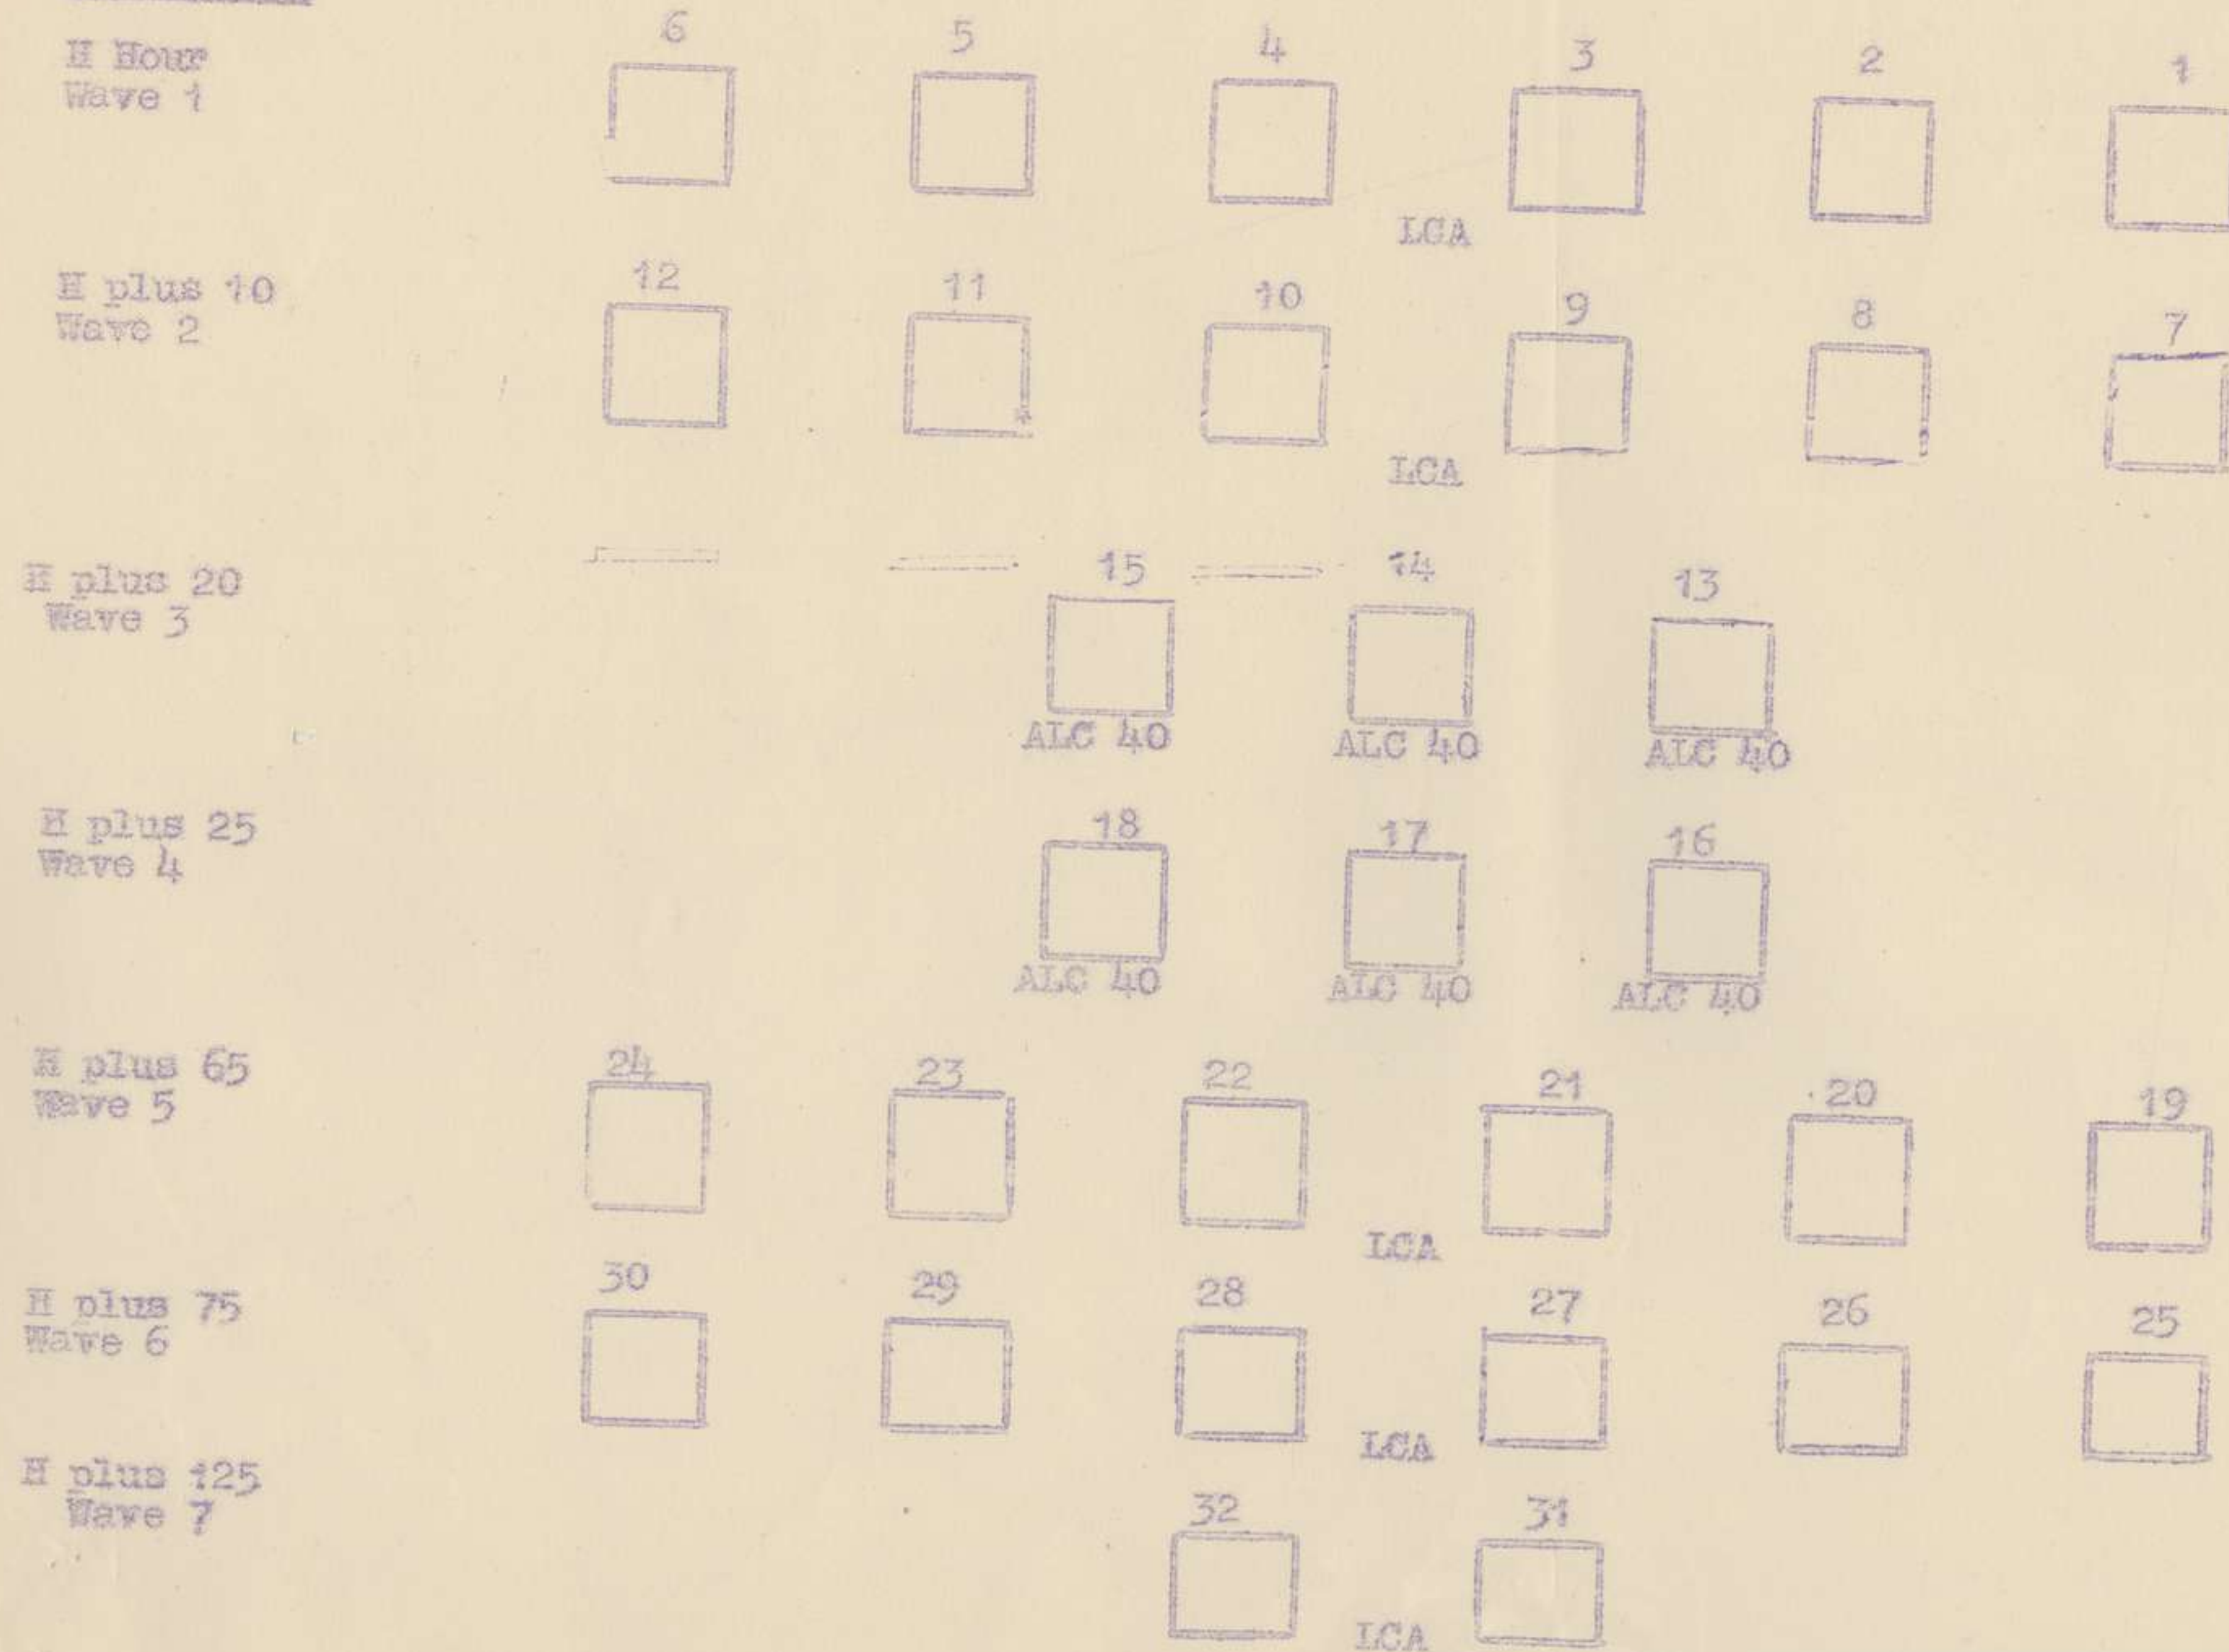 H Hour
Wave 1
6 5 4 3 2 1
LCA
H plus 10
Wave 2
12 11 10 9 8 7
LCA
H plus 20
Wave 3
15 14 13
ALC 40 ALC 40 ALC 40
H plus 25
Wave 4
18 17 16
ALC 40 ALC 40 ALC 40
H plus 65
Wave 5
24 23 22 21 20 19
LCA
H plus 75
Wave 6
30 29 28 27 26 25
LCA
H plus 125
Wave 7
32 31
LCA